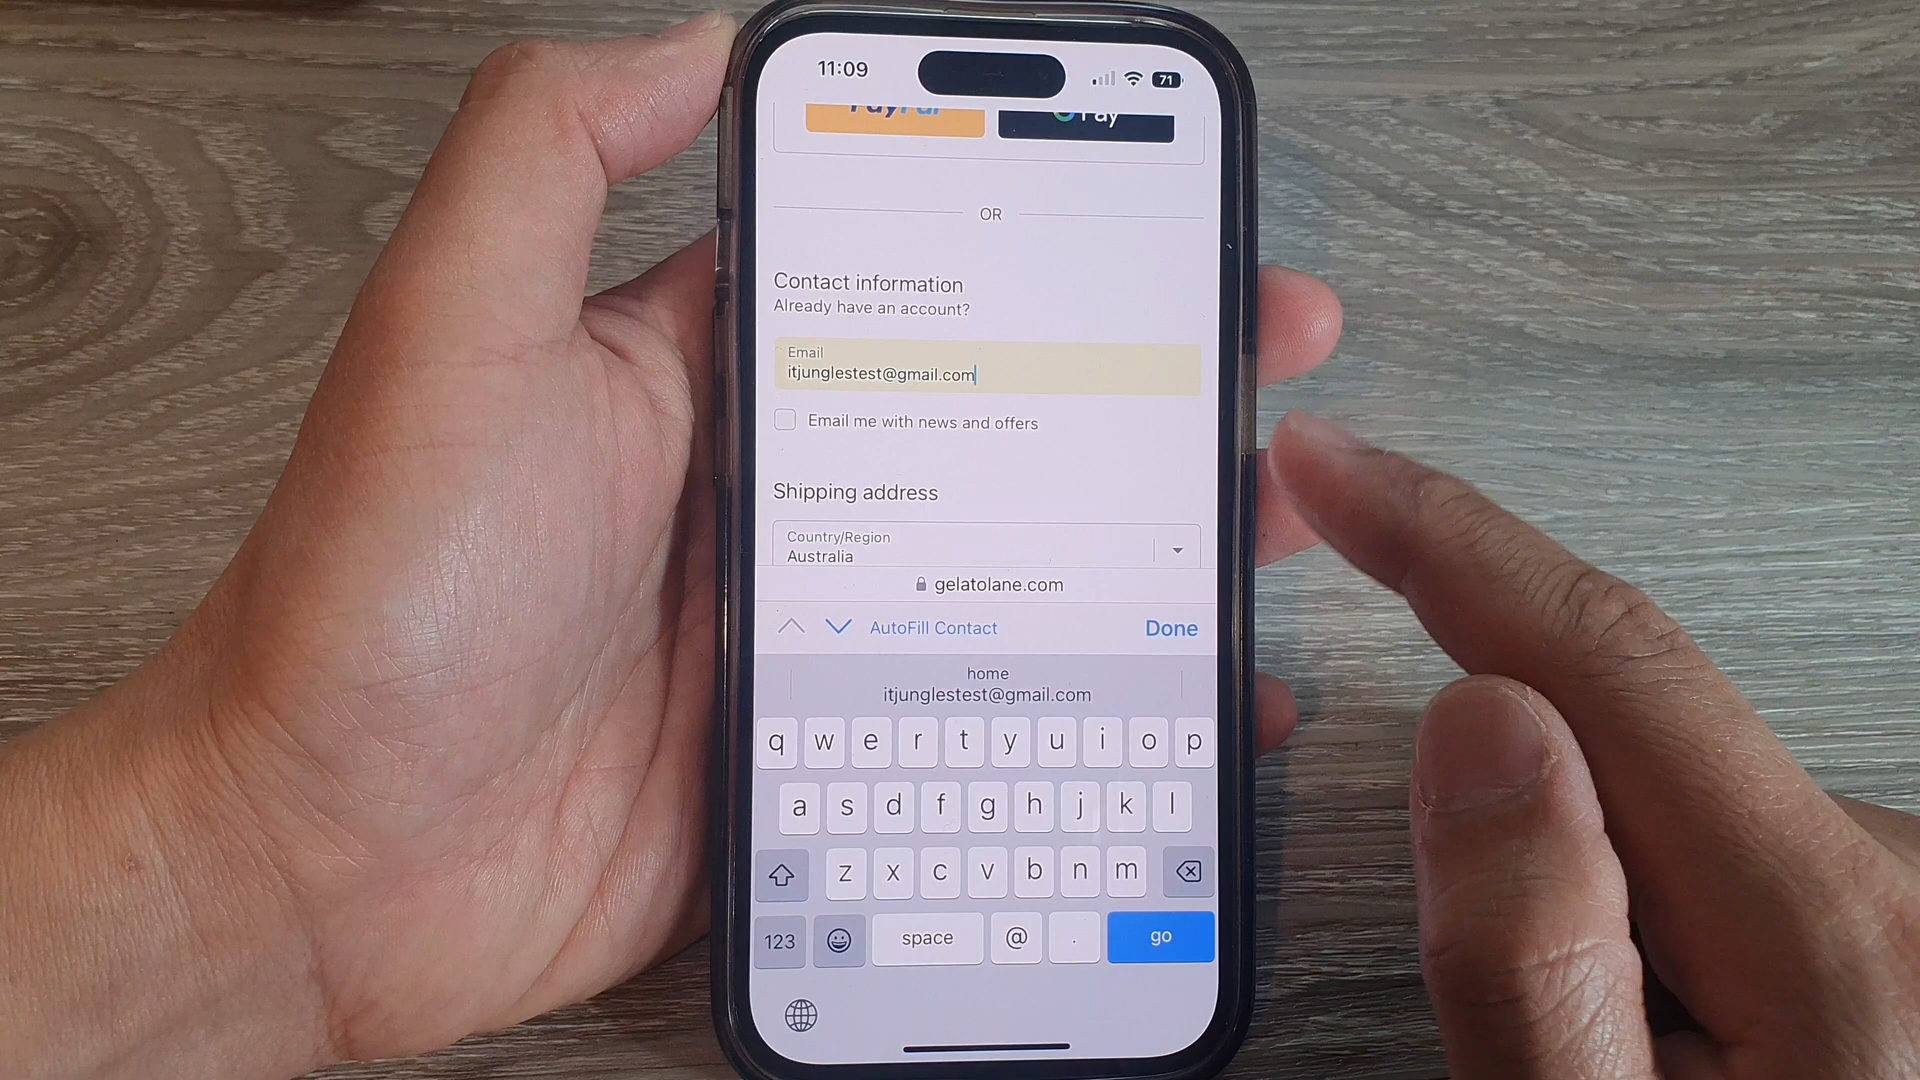 11:09
71
PayPal
G Pay
OR
Contact information
Already have an account?
Email
itjunglestest@gmail.com
Email me with news and offers
Shipping address
Country/Region
Australia
gelatolane.com
AutoFill Contact
Done
home
itjunglestest@gmail.com
q w e r t y u i o p
a s d f g h j k l
z x c v b n m
123 space @ . go